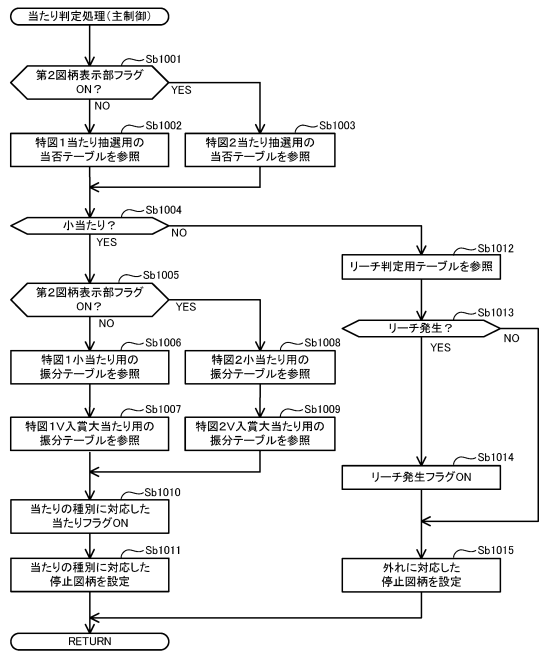 当たり判定処理(主制御)
Sb1001
第2図柄表示部フラグ
ON?
YES
NO
Sb1002
特図1当たり抽選用の
当否テーブルを参照
Sb1003
特図2当たり抽選用の
当否テーブルを参照
Sb1004
小当たり?
NO
YES
Sb1005
第2図柄表示部フラグ
ON?
YES
NO
Sb1006
特図1小当たり用の
振分テーブルを参照
Sb1008
特図2小当たり用の
振分テーブルを参照
Sb1007
特図1V入賞大当たり用の
振分テーブルを参照
Sb1009
特図2V入賞大当たり用の
振分テーブルを参照
Sb1010
当たりの種別に対応した
当たりフラグON
Sb1011
当たりの種別に対応した
停止図柄を設定
Sb1012
リーチ判定用テーブルを参照
Sb1013
リーチ発生?
NO
YES
Sb1014
リーチ発生フラグON
Sb1015
外れに対応した
停止図柄を設定
RETURN